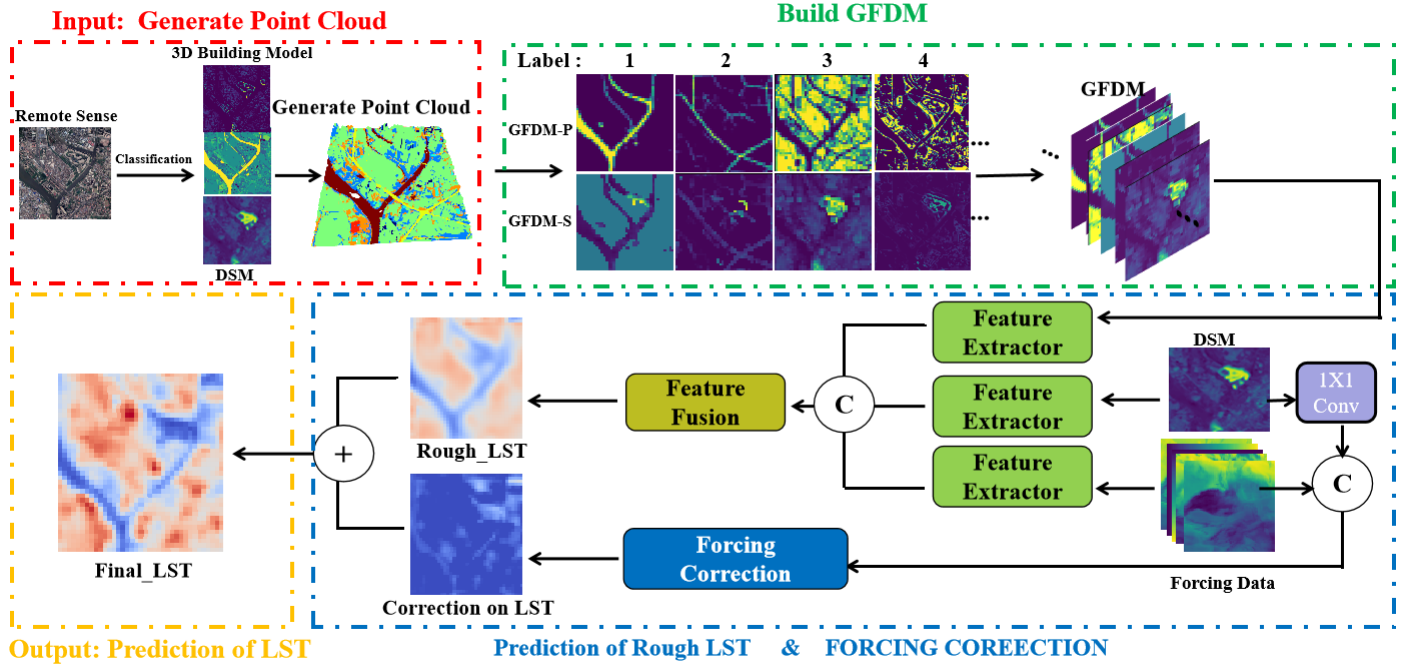 Input: Generate Point Cloud
Build GFDM
3D Building Model
Remote Sense
Classification
Generate Point Cloud
DSM
Label :
1
2
3
4
GFDM-P
...
GFDM-S
...
GFDM
...
...
Feature
Extractor
DSM
1X1
Conv
Feature
Extractor
Feature
Extractor
C
C
Feature
Fusion
Rough_LST
+
Forcing
Correction
Forcing Data
Correction on LST
Final_LST
Output: Prediction of LST
Prediction of Rough LST & FORCING COREECTION